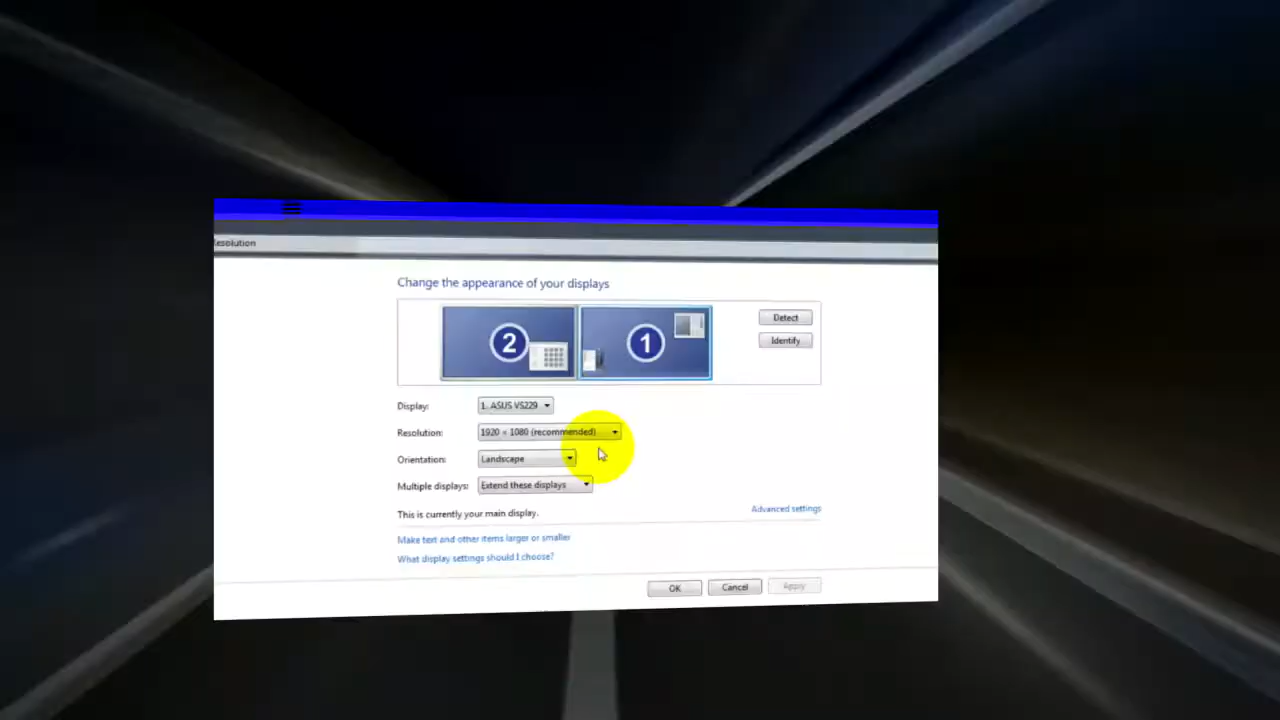 Resolution
Change the appearance of your displays
2
1
Detect
Identify
Display: 1. ASUS VS229
Resolution: 1920 × 1080 (recommended)
Orientation: Landscape
Multiple displays: Extend these displays
This is currently your main display.
Advanced settings
Make text and other items larger or smaller
What display settings should I choose?
OK
Cancel
Apply